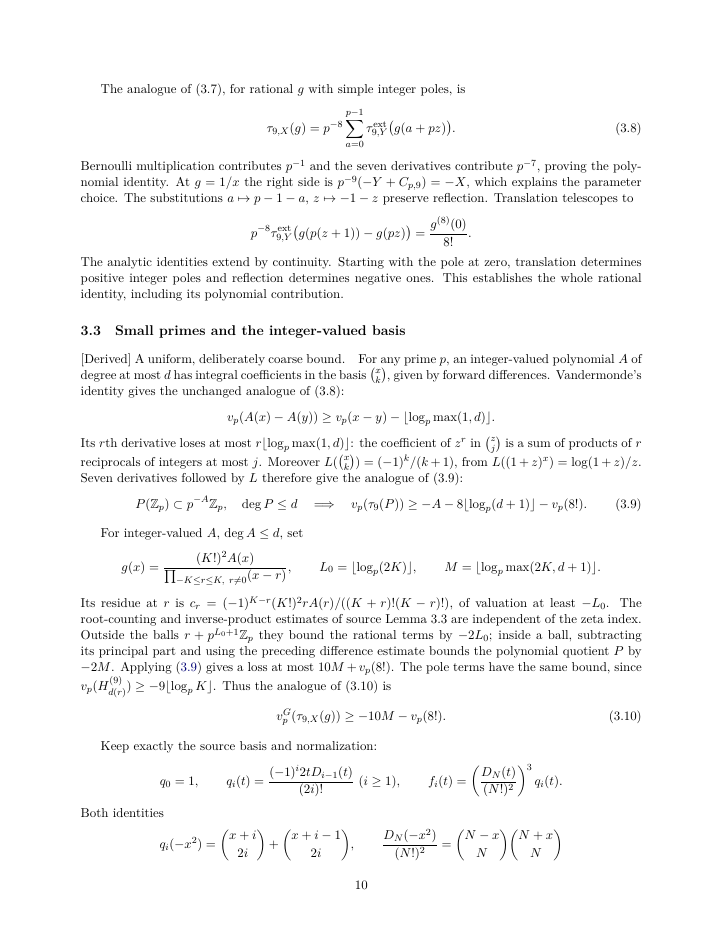 The analogue of (3.7), for rational g with simple integer poles, is
τ_{9,X}(g) = p^{−8} ∑_{a=0}^{p−1} τ^{ext}_{9,Y}(g(a + pz)). (3.8)
Bernoulli multiplication contributes p^{−1} and the seven derivatives contribute p^{−7}, proving the poly-
nomial identity. At g = 1/x the right side is p^{−9}(−Y + C_{p,9}) = −X, which explains the parameter
choice. The substitutions a ↦ p − 1 − a, z ↦ −1 − z preserve reflection. Translation telescopes to
p^{−8}τ^{ext}_{9,Y}(g(p(z + 1)) − g(pz)) = g^{(8)}(0)/8!.
The analytic identities extend by continuity. Starting with the pole at zero, translation determines
positive integer poles and reflection determines negative ones. This establishes the whole rational
identity, including its polynomial contribution.
3.3 Small primes and the integer-valued basis
[Derived] A uniform, deliberately coarse bound. For any prime p, an integer-valued polynomial A of
degree at most d has integral coefficients in the basis \binom{x}{k}, given by forward differences. Vandermonde's
identity gives the unchanged analogue of (3.8):
v_p(A(x) − A(y)) ≥ v_p(x − y) − ⌊log_p max(1, d)⌋.
Its rth derivative loses at most r⌊log_p max(1, d)⌋: the coefficient of z^r in \binom{z}{j} is a sum of products of r
reciprocals of integers at most j. Moreover L(\binom{x}{k}) = (−1)^k/(k + 1), from L((1 + z)^x) = log(1 + z)/z.
Seven derivatives followed by L therefore give the analogue of (3.9):
P(ℤ_p) ⊂ p^{−A}ℤ_p, deg P ≤ d ⟹ v_p(τ_9(P)) ≥ −A − 8⌊log_p(d + 1)⌋ − v_p(8!). (3.9)
For integer-valued A, deg A ≤ d, set
g(x) = (K!)^2A(x)/∏_{−K≤r≤K, r≠0}(x − r), L_0 = ⌊log_p(2K)⌋, M = ⌊log_p max(2K, d + 1)⌋.
Its residue at r is c_r = (−1)^{K−r}(K!)^2rA(r)/((K + r)!(K − r)!), of valuation at least −L_0. The
root-counting and inverse-product estimates of source Lemma 3.3 are independent of the zeta index.
Outside the balls r + p^{L_0+1}ℤ_p they bound the rational terms by −2L_0; inside a ball, subtracting
its principal part and using the preceding difference estimate bounds the polynomial quotient P by
−2M. Applying (3.9) gives a loss at most 10M + v_p(8!). The pole terms have the same bound, since
v_p(H^{(9)}_{d(r)}) ≥ −9⌊log_p K⌋. Thus the analogue of (3.10) is
v^G_p(τ_{9,X}(g)) ≥ −10M − v_p(8!). (3.10)
Keep exactly the source basis and normalization:
q_0 = 1, q_i(t) = (−1)^i2tD_{i−1}(t)/(2i)! (i ≥ 1), f_i(t) = (D_N(t)/(N!)^2)^3 q_i(t).
Both identities
q_i(−x^2) = \binom{x + i}{2i} + \binom{x + i − 1}{2i}, D_N(−x^2)/(N!)^2 = \binom{N − x}{N}\binom{N + x}{N}
10